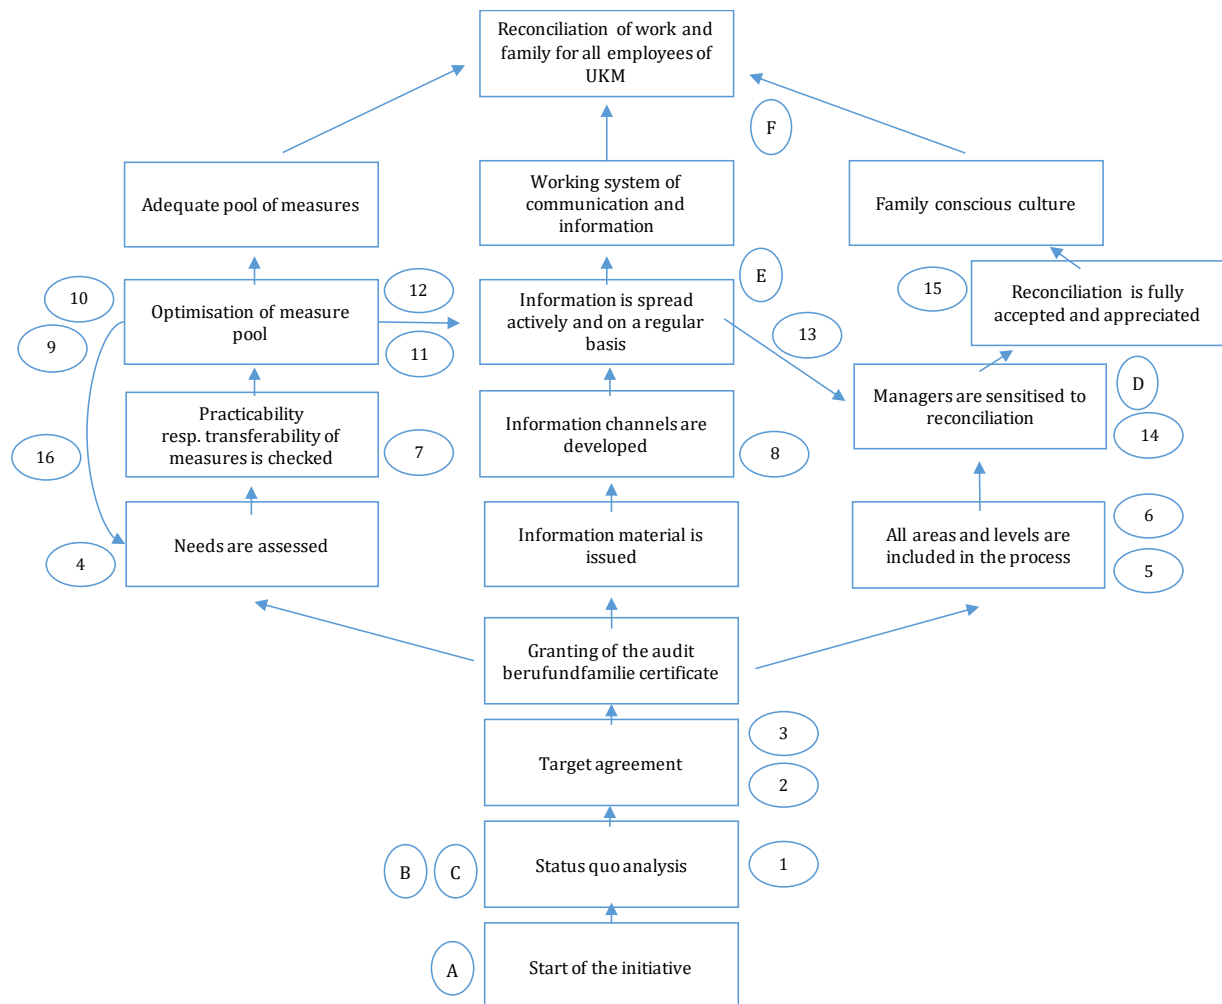 Reconciliation of work and
family for all employees of
UKM
F
Adequate pool of measures
Working system of
communication and
information
Family conscious culture
10
9
Optimisation of measure
pool
12
11
Information is spread
actively and on a regular
basis
E
13
15
Reconciliation is fully
accepted and appreciated
16
Practicability
resp. transferability of
measures is checked
7
Information channels are
developed
8
Managers are sensitised to
reconciliation
D
14
4
Needs are assessed
Information material is
issued
All areas and levels are
included in the process
6
5
Granting of the audit
berufundfamilie certificate
Target agreement
3
2
B
C
Status quo analysis
1
A
Start of the initiative